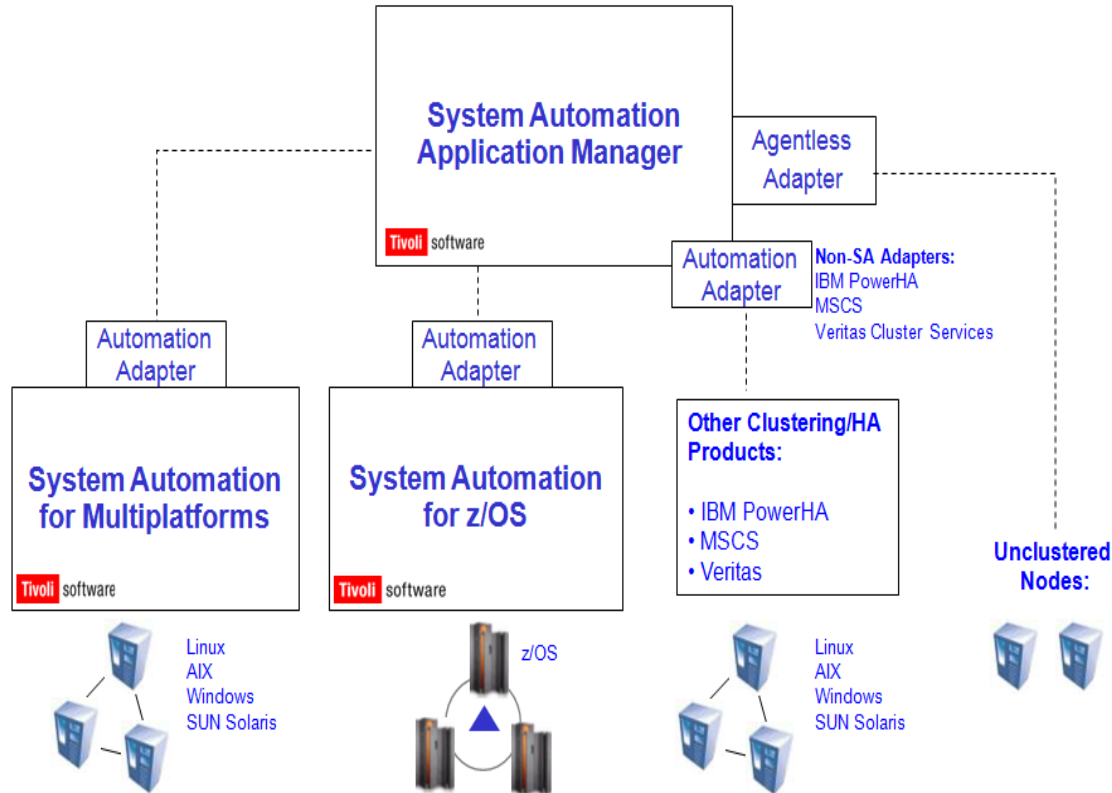 System Automation
Application Manager
Tivoli software
Agentless
Adapter
Automation
Adapter
Non-SA Adapters:
IBM PowerHA
MSCS
Veritas Cluster Services
Automation
Adapter
System Automation
for Multiplatforms
Tivoli software
Automation
Adapter
System Automation
for z/OS
Tivoli software
Other Clustering/HA
Products:
• IBM PowerHA
• MSCS
• Veritas
Unclustered
Nodes:
Linux
AIX
Windows
SUN Solaris
z/OS
Linux
AIX
Windows
SUN Solaris